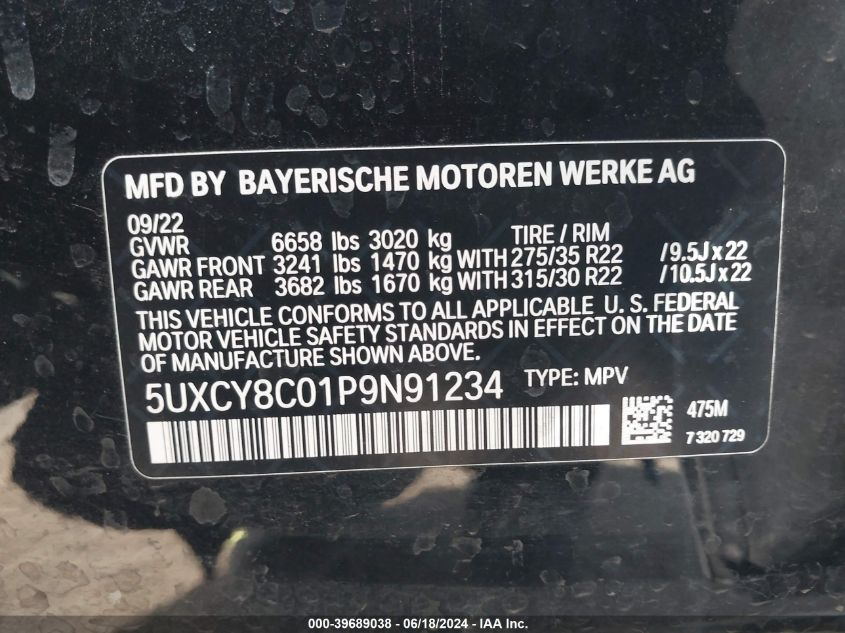 MFD BY BAYERISCHE MOTOREN WERKE AG
09/22
GVWR 6658 lbs 3020 kg TIRE / RIM
GAWR FRONT 3241 lbs 1470 kg WITH 275/35 R22 / 9.5J x 22
GAWR REAR 3682 lbs 1670 kg WITH 315/30 R22 / 10.5J x 22
THIS VEHICLE CONFORMS TO ALL APPLICABLE U. S. FEDERAL
MOTOR VEHICLE SAFETY STANDARDS IN EFFECT ON THE DATE
OF MANUFACTURE SHOWN ABOVE.
5UXCY8C01P9N91234 TYPE: MPV
475M
7 320 729
000-39689038 - 06/18/2024 - IAA Inc.